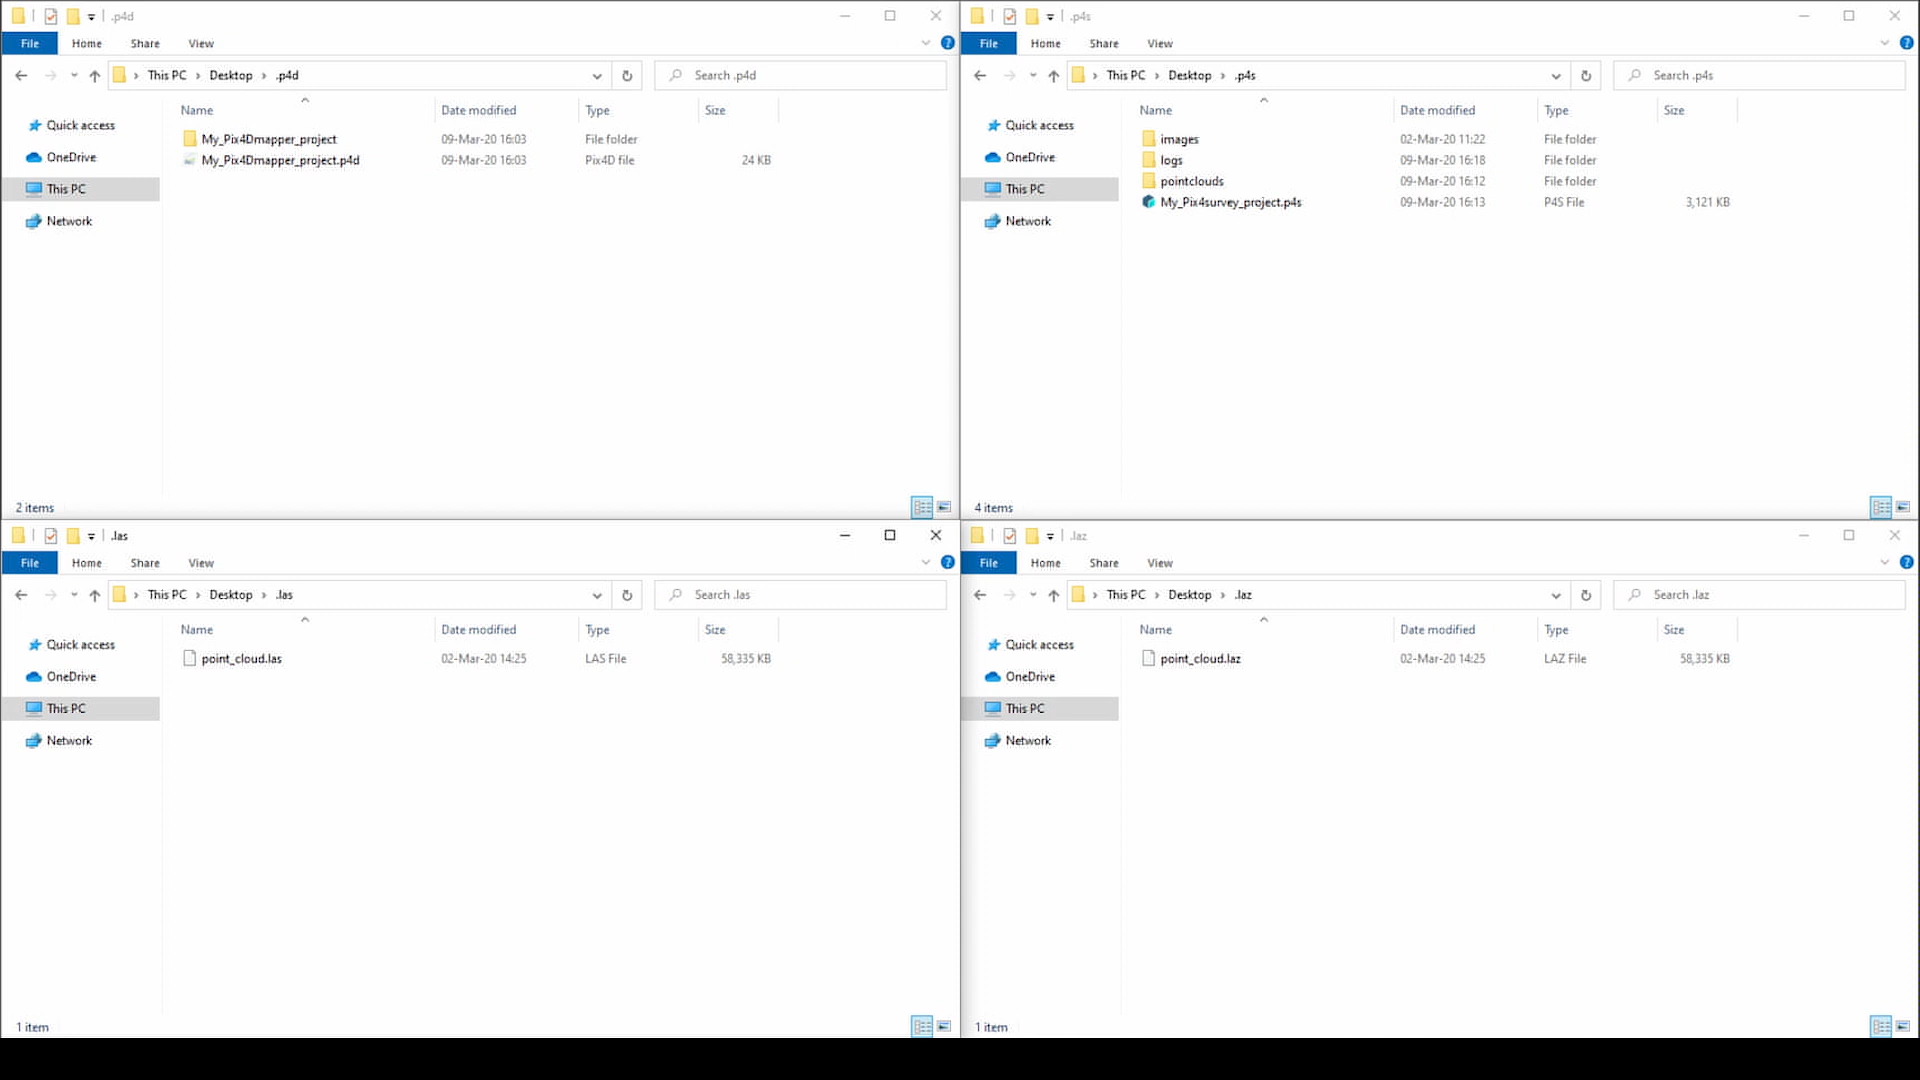 .p4d
File Home Share View
This PC Desktop .p4d Search .p4d
Name Date modified Type Size
Quick access
OneDrive
This PC
Network
My_Pix4Dmapper_project 09-Mar-20 16:03 File folder
My_Pix4Dmapper_project.p4d 09-Mar-20 16:03 Pix4D file 24 KB
2 items
.p4s
File Home Share View
This PC Desktop .p4s Search .p4s
Name Date modified Type Size
Quick access
OneDrive
This PC
Network
images 02-Mar-20 11:22 File folder
logs 09-Mar-20 16:18 File folder
pointclouds 09-Mar-20 16:12 File folder
My_Pix4survey_project.p4s 09-Mar-20 16:13 P4S File 3,121 KB
4 items
.las
File Home Share View
This PC Desktop .las Search .las
Name Date modified Type Size
Quick access
OneDrive
This PC
Network
point_cloud.las 02-Mar-20 14:25 LAS File 58,335 KB
1 item
.laz
File Home Share View
This PC Desktop .laz Search .laz
Name Date modified Type Size
Quick access
OneDrive
This PC
Network
point_cloud.laz 02-Mar-20 14:25 LAZ File 58,335 KB
1 item